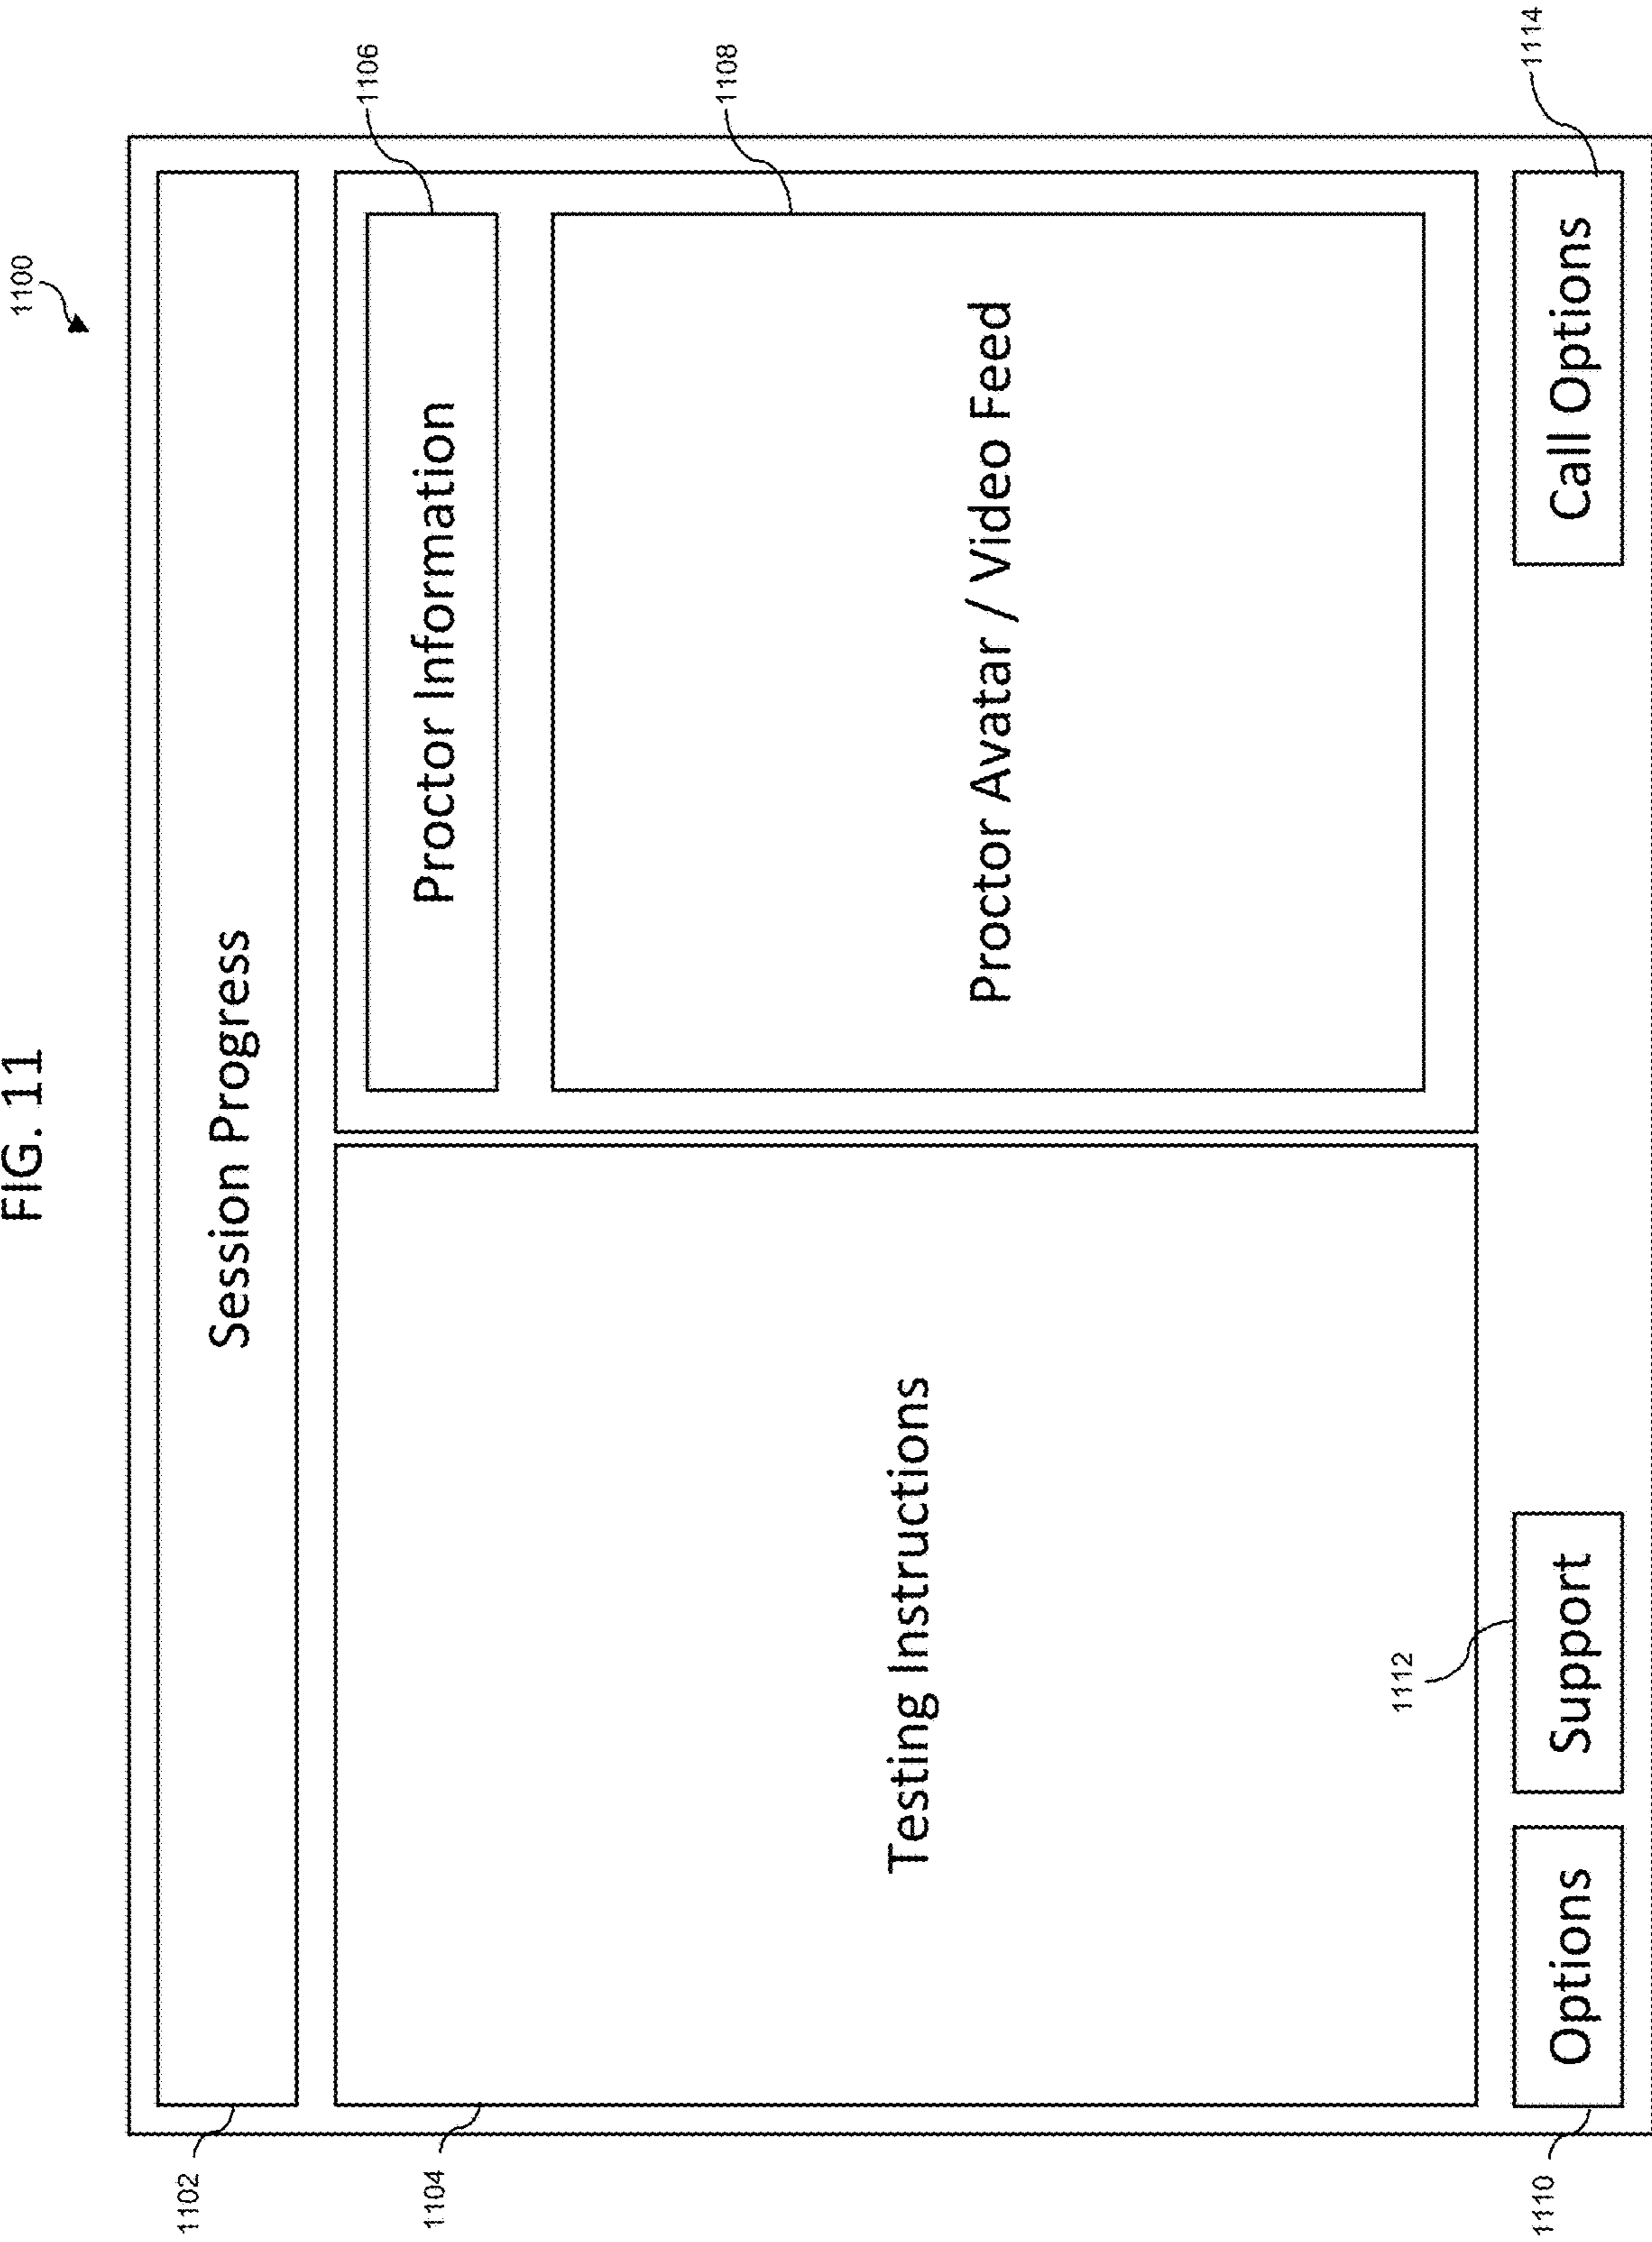 FIG. 11
1100
Session Progress
1102
1104
Testing Instructions
Proctor Information
1106
Proctor Avatar / Video Feed
1108
Options
1110
Support
1112
Call Options
1114